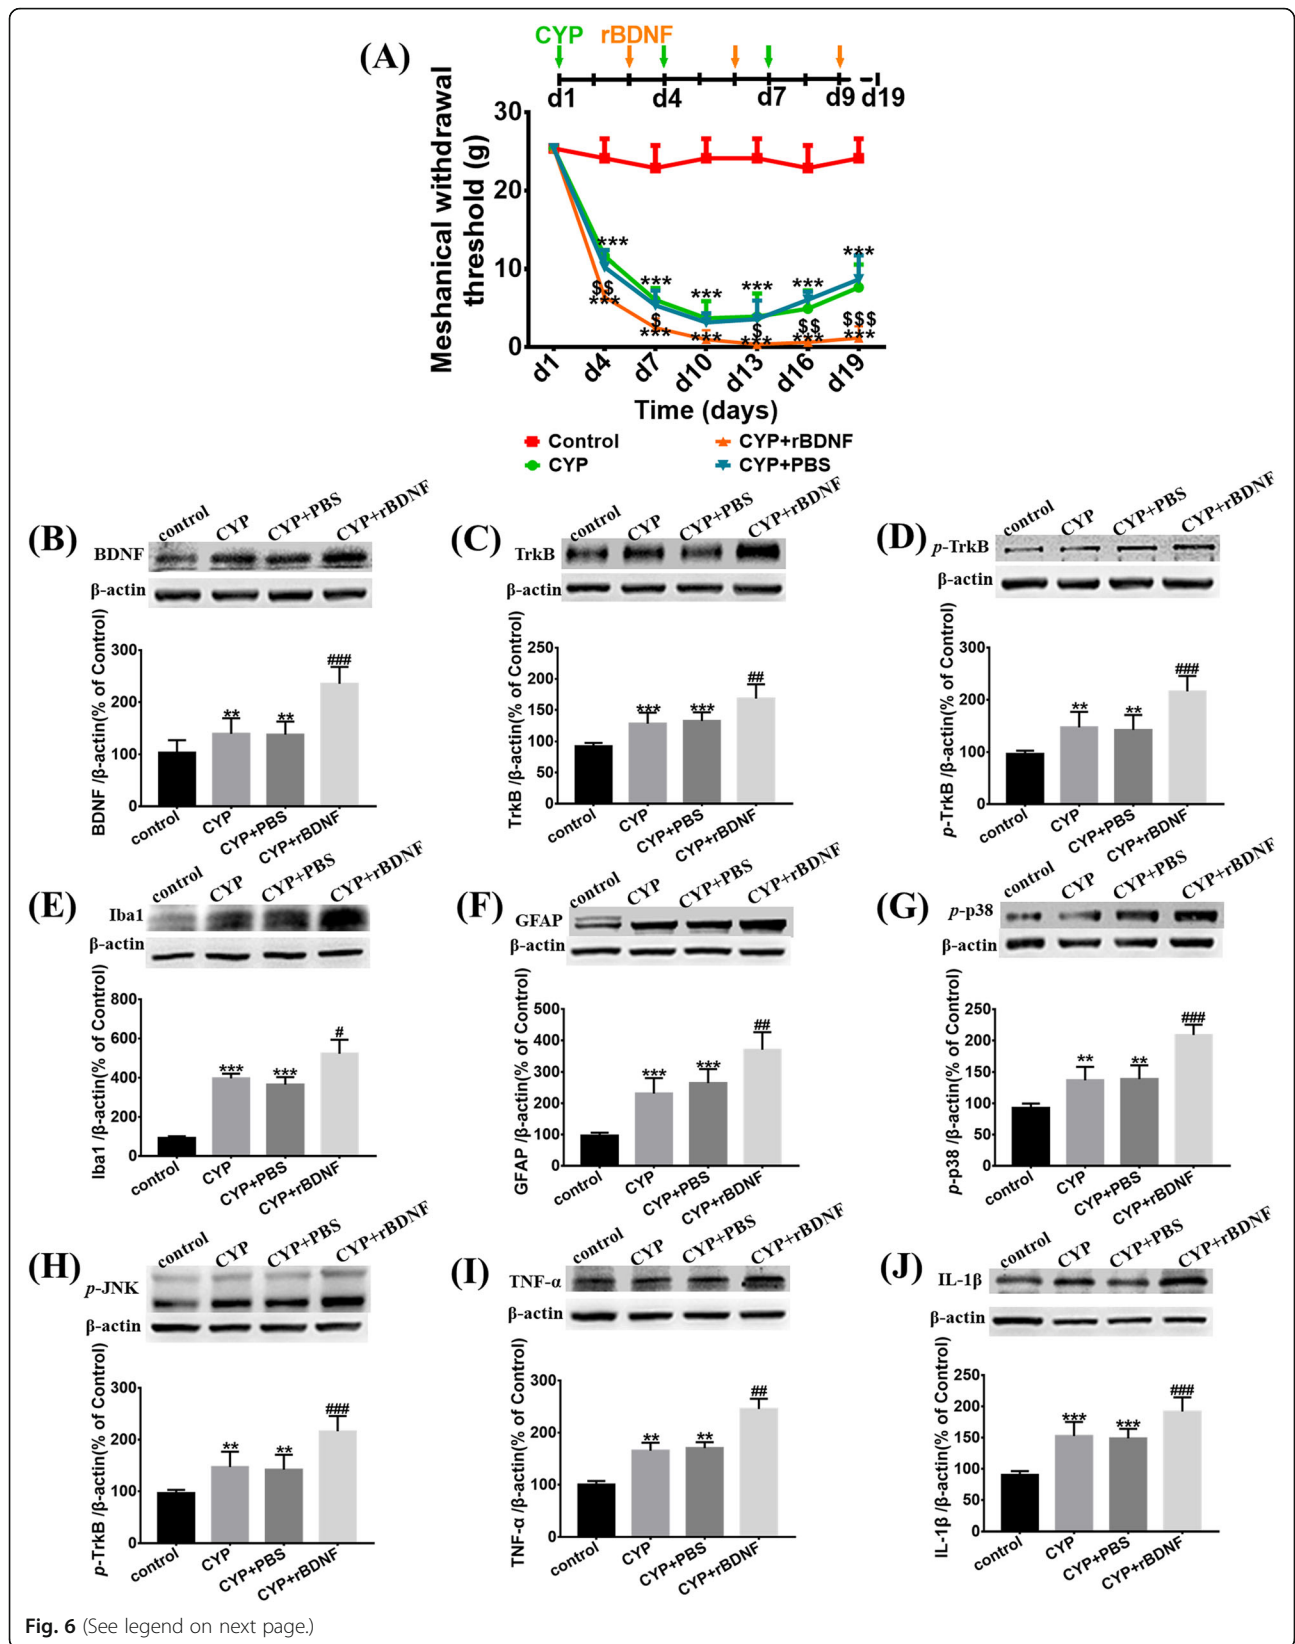 (A)
CYP rBDNF
d1 d4 d7 d9 d19
Meshanical withdrawal
threshold (g)
30
20
10
0
*** *** *** *** *** ***
$$ $ $ $$ $$$
*** *** *** *** *** ***
d1 d4 d7 d10 d13 d16 d19
Time (days)
Control CYP+rBDNF
CYP CYP+PBS
(B)
control CYP CYP+PBS CYP+rBDNF
BDNF
β-actin
BDNF /β-actin(% of Control)
300
200
100
0
** ** ###
control CYP CYP+PBS CYP+rBDNF
(C)
control CYP CYP+PBS CYP+rBDNF
TrkB
β-actin
TrkB /β-actin(% of Control)
250
200
150
100
50
0
*** *** ##
control CYP CYP+PBS CYP+rBDNF
(D)
control CYP CYP+PBS CYP+rBDNF
p-TrkB
β-actin
p-TrkB /β-actin(% of Control)
300
200
100
0
** ** ###
control CYP CYP+PBS CYP+rBDNF
(E)
control CYP CYP+PBS CYP+rBDNF
Iba1
β-actin
Iba1 /β-actin(% of Control)
800
600
400
200
0
*** *** #
control CYP CYP+PBS CYP+rBDNF
(F)
control CYP CYP+PBS CYP+rBDNF
GFAP
β-actin
GFAP /β-actin(% of Control)
500
400
300
200
100
0
*** *** ##
control CYP CYP+PBS CYP+rBDNF
(G)
control CYP CYP+PBS CYP+rBDNF
p-p38
β-actin
p-p38 /β-actin(% of Control)
250
200
150
100
50
0
** ** ###
control CYP CYP+PBS CYP+rBDNF
(H)
control CYP CYP+PBS CYP+rBDNF
p-JNK
β-actin
p-TrkB /β-actin(% of Control)
300
200
100
0
** ** ###
control CYP CYP+PBS CYP+rBDNF
(I)
control CYP CYP+PBS CYP+rBDNF
TNF-α
β-actin
TNF-α /β-actin(% of Control)
300
200
100
0
** ** ##
control CYP CYP+PBS CYP+rBDNF
(J)
control CYP CYP+PBS CYP+rBDNF
IL-1β
β-actin
IL-1β /β-actin(% of Control)
250
200
150
100
50
0
*** *** ###
control CYP CYP+PBS CYP+rBDNF
Fig. 6 (See legend on next page.)